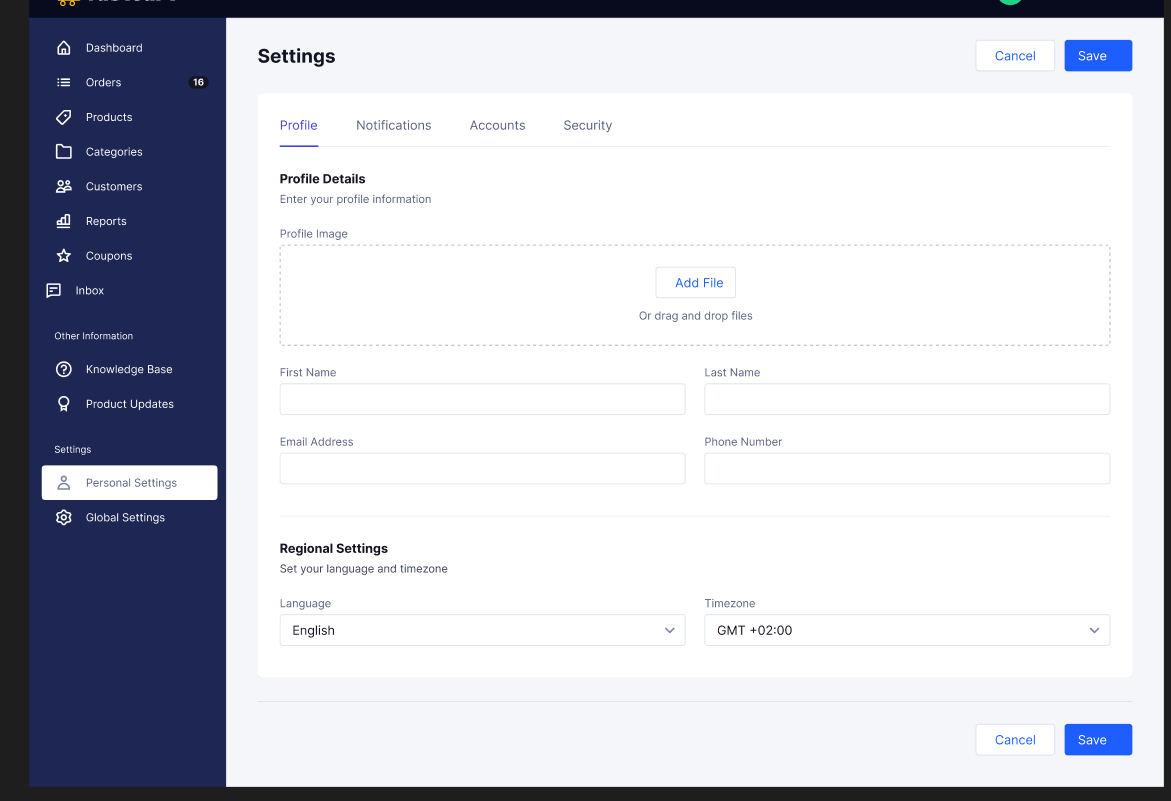 Dashboard
Orders 16
Products
Categories
Customers
Reports
Coupons
Inbox
Other Information
Knowledge Base
Product Updates
Settings
Personal Settings
Global Settings
Settings
Cancel Save
Profile Notifications Accounts Security
Profile Details
Enter your profile information
Profile Image
Add File
Or drag and drop files
First Name Last Name
Email Address Phone Number
Regional Settings
Set your language and timezone
Language Timezone
English GMT +02:00
Cancel Save